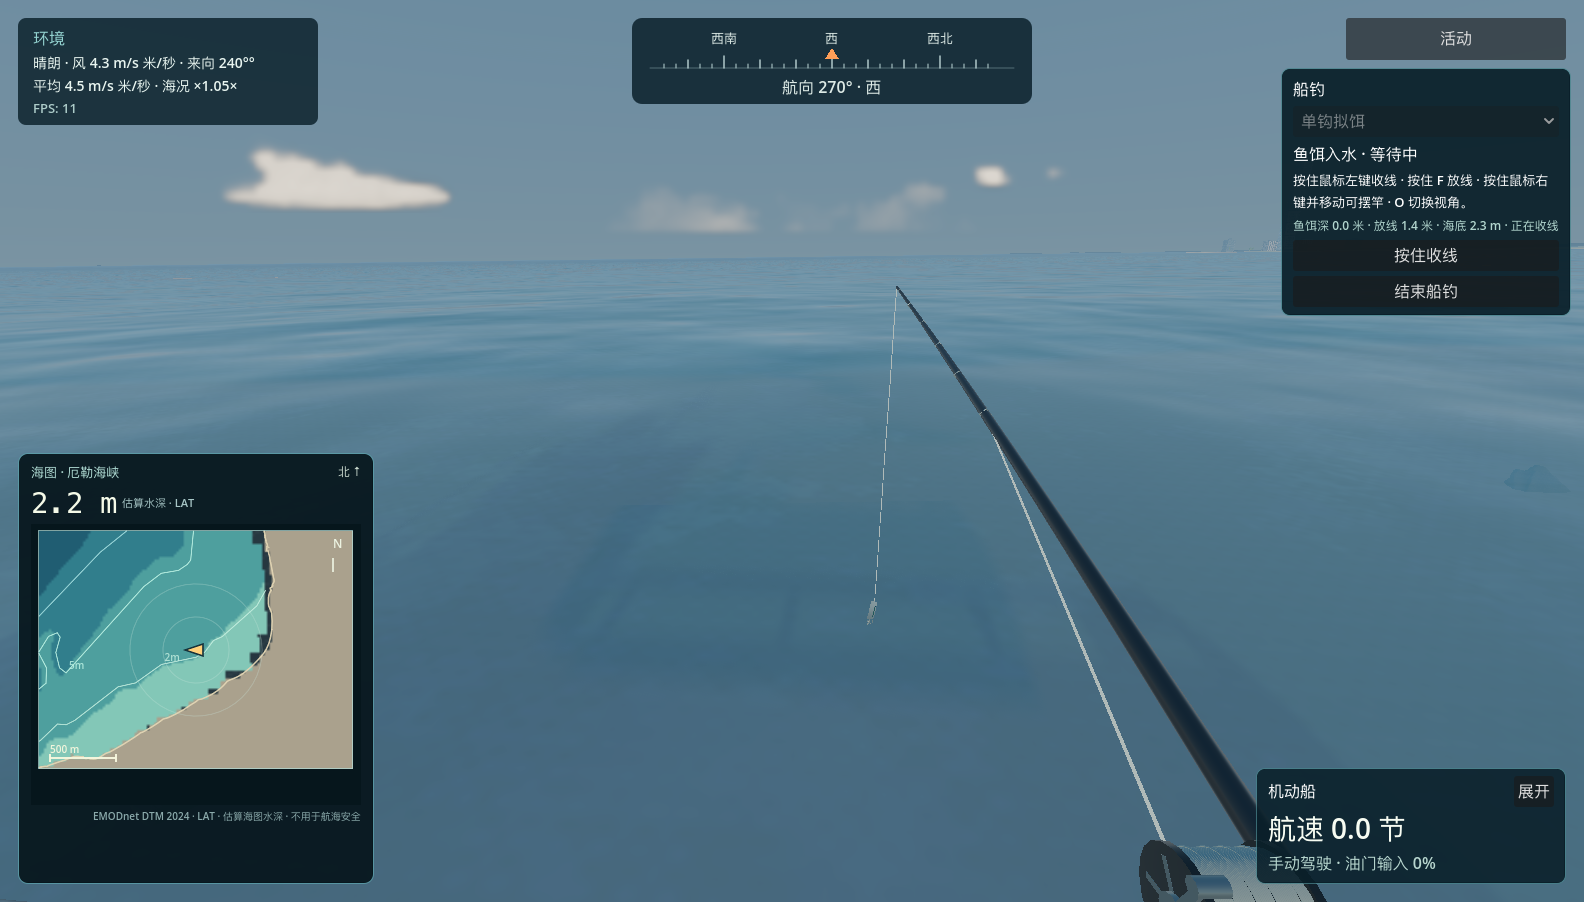 环境
晴朗 · 风 4.3 m/s 米/秒 · 来向 240°°
平均 4.5 m/s 米/秒 · 海况 ×1.05×
FPS: 11
西南 西 西北
航向 270° · 西
活动
船钓
单钩拟饵
鱼饵入水 · 等待中
按住鼠标左键收线 · 按住 F 放线 · 按住鼠标右
键并移动可摆竿 · O 切换视角。
鱼饵深 0.0 米 · 放线 1.4 米 · 海底 2.3 m · 正在收线
按住收线
结束船钓
海图 · 厄勒海峡
北 ↑
2.2 m 估算水深 · LAT
N
2m
5m
500 m
EMODnet DTM 2024 · LAT · 估算海图水深 · 不用于航海安全
机动船
展开
航速 0.0 节
手动驾驶 · 油门输入 0%